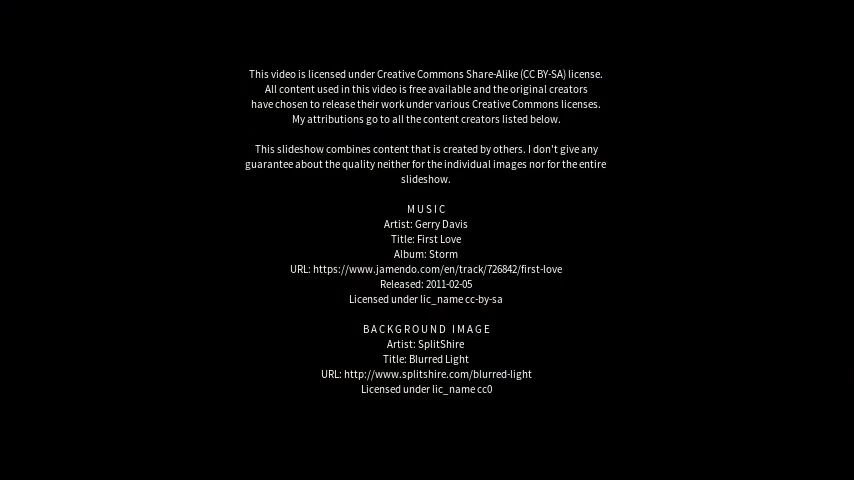 This video is licensed under Creative Commons Share-Alike (CC BY-SA) license.
All content used in this video is free available and the original creators
have chosen to release their work under various Creative Commons licenses.
My attributions go to all the content creators listed below.
This slideshow combines content that is created by others. I don't give any
guarantee about the quality neither for the individual images nor for the entire
slideshow.
MUSIC
Artist: Gerry Davis
Title: First Love
Album: Storm
URL: https://www.jamendo.com/en/track/726842/first-love
Released: 2011-02-05
Licensed under lic_name cc-by-sa
BACKGROUND IMAGE
Artist: SplitShire
Title: Blurred Light
URL: http://www.splitshire.com/blurred-light
Licensed under lic_name cc0